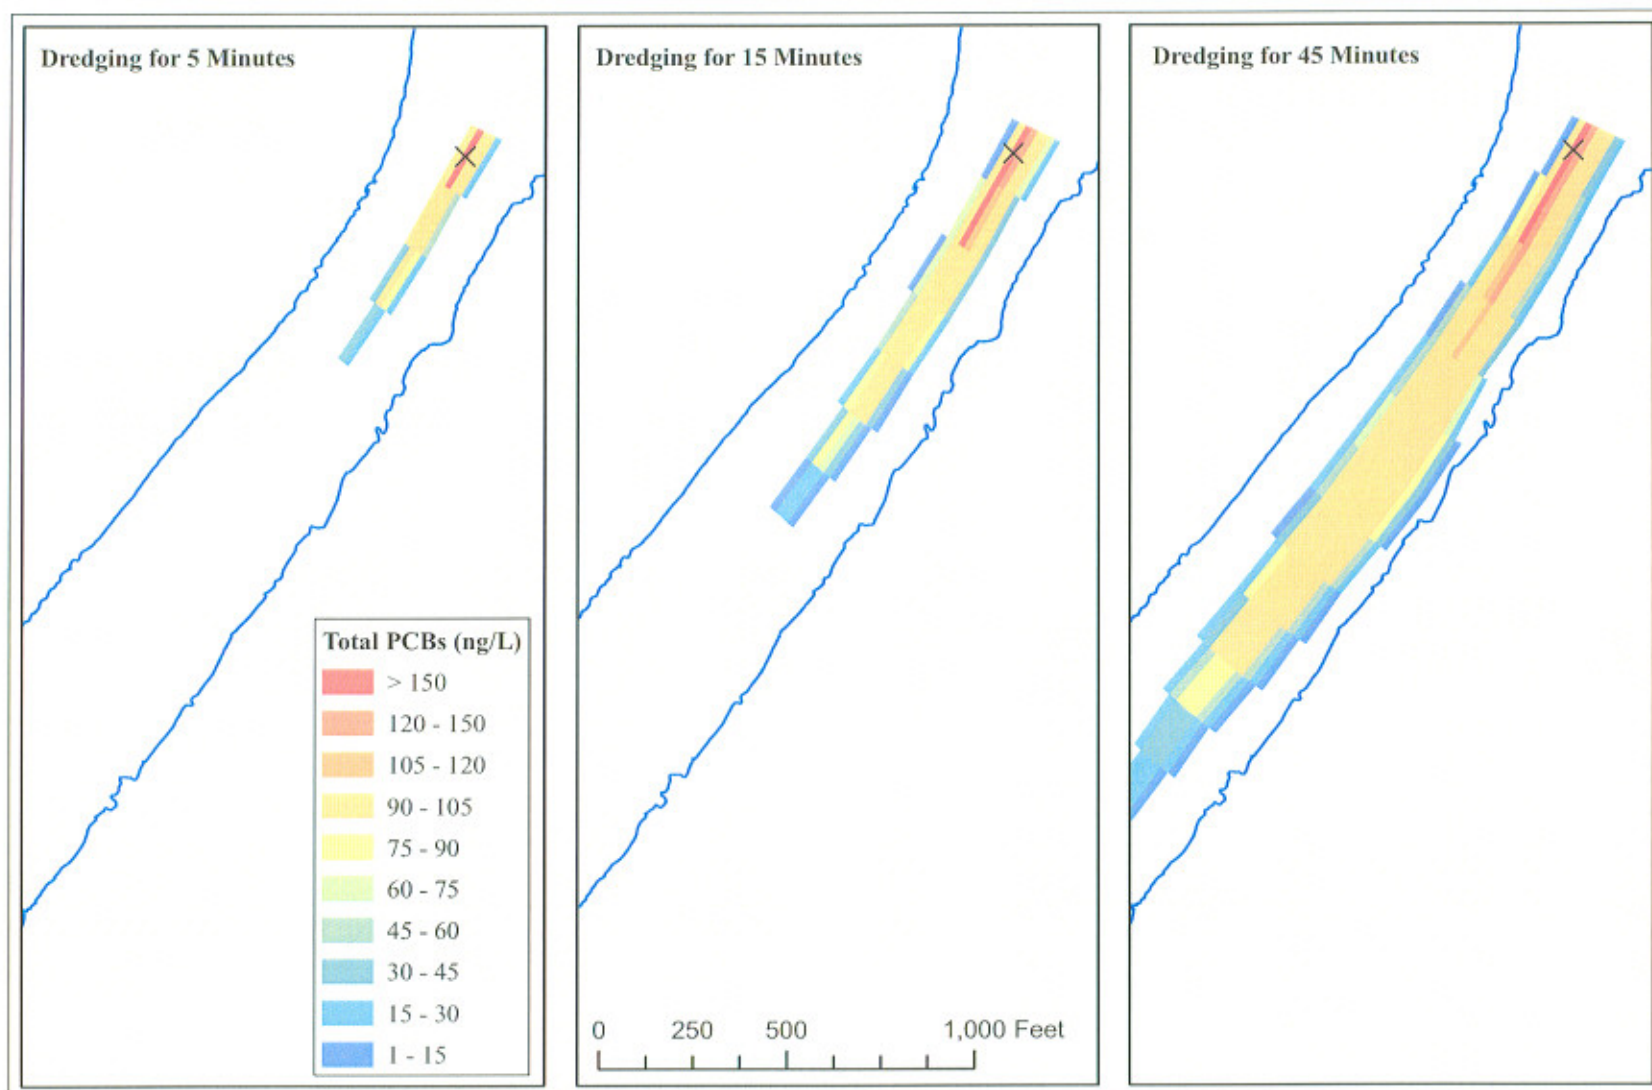 Dredging for 5 Minutes
Dredging for 15 Minutes
Dredging for 45 Minutes
Total PCBs (ng/L)
> 150
120 - 150
105 - 120
90 - 105
75 - 90
60 - 75
45 - 60
30 - 45
15 - 30
1 - 15
0 250 500 1,000 Feet